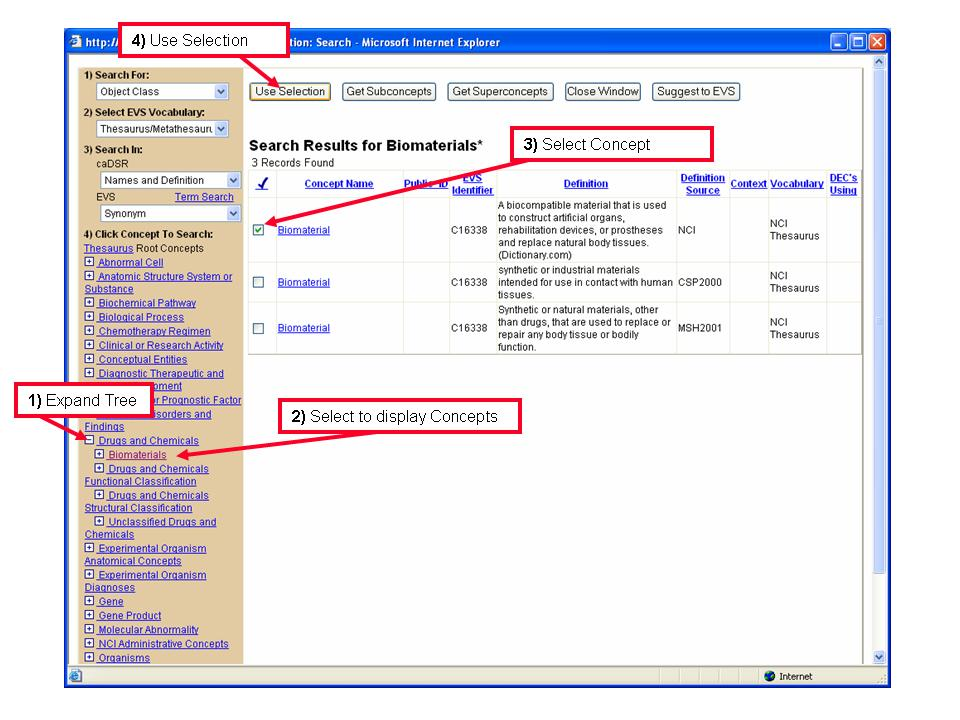 http:/
tion: Search - Microsoft Internet Explorer
4) Use Selection
1) Search For:
Object Class
2) Select EVS Vocabulary:
Thesaurus/Metathesauru
3) Search In:
caDSR
Names and Definition
EVS Term Search
Synonym
4) Click Concept To Search:
Thesaurus Root Concepts
Abnormal Cell
Anatomic Structure System or
Substance
Biochemical Pathway
Biological Process
Chemotherapy Regimen
Clinical or Research Activity
Conceptual Entities
Diagnostic Therapeutic and
opment
or Prognostic Factor
isorders and
Findings
Drugs and Chemicals
Biomaterials
Drugs and Chemicals
Functional Classification
Drugs and Chemicals
Structural Classification
Unclassified Drugs and
Chemicals
Experimental Organism
Anatomical Concepts
Experimental Organism
Diagnoses
Gene
Gene Product
Molecular Abnormality
NCI Administrative Concepts
Organisms
1) Expand Tree
2) Select to display Concepts
Use Selection Get Subconcepts Get Superconcepts Close Window Suggest to EVS
3) Select Concept
Search Results for Biomaterials*
3 Records Found
Concept Name Public ID EVS Identifier Definition Definition Source Context Vocabulary DEC's Using
Biomaterial C16338 A biocompatible material that is used
to construct artificial organs,
rehabilitation devices, or prostheses
and replace natural body tissues.
(Dictionary.com) NCI NCI Thesaurus
Biomaterial C16338 synthetic or industrial materials
intended for use in contact with human
tissues. CSP2000 NCI Thesaurus
Biomaterial C16338 Synthetic or natural materials, other
than drugs, that are used to replace or
repair any body tissue or bodily
function. MSH2001 NCI Thesaurus
Internet